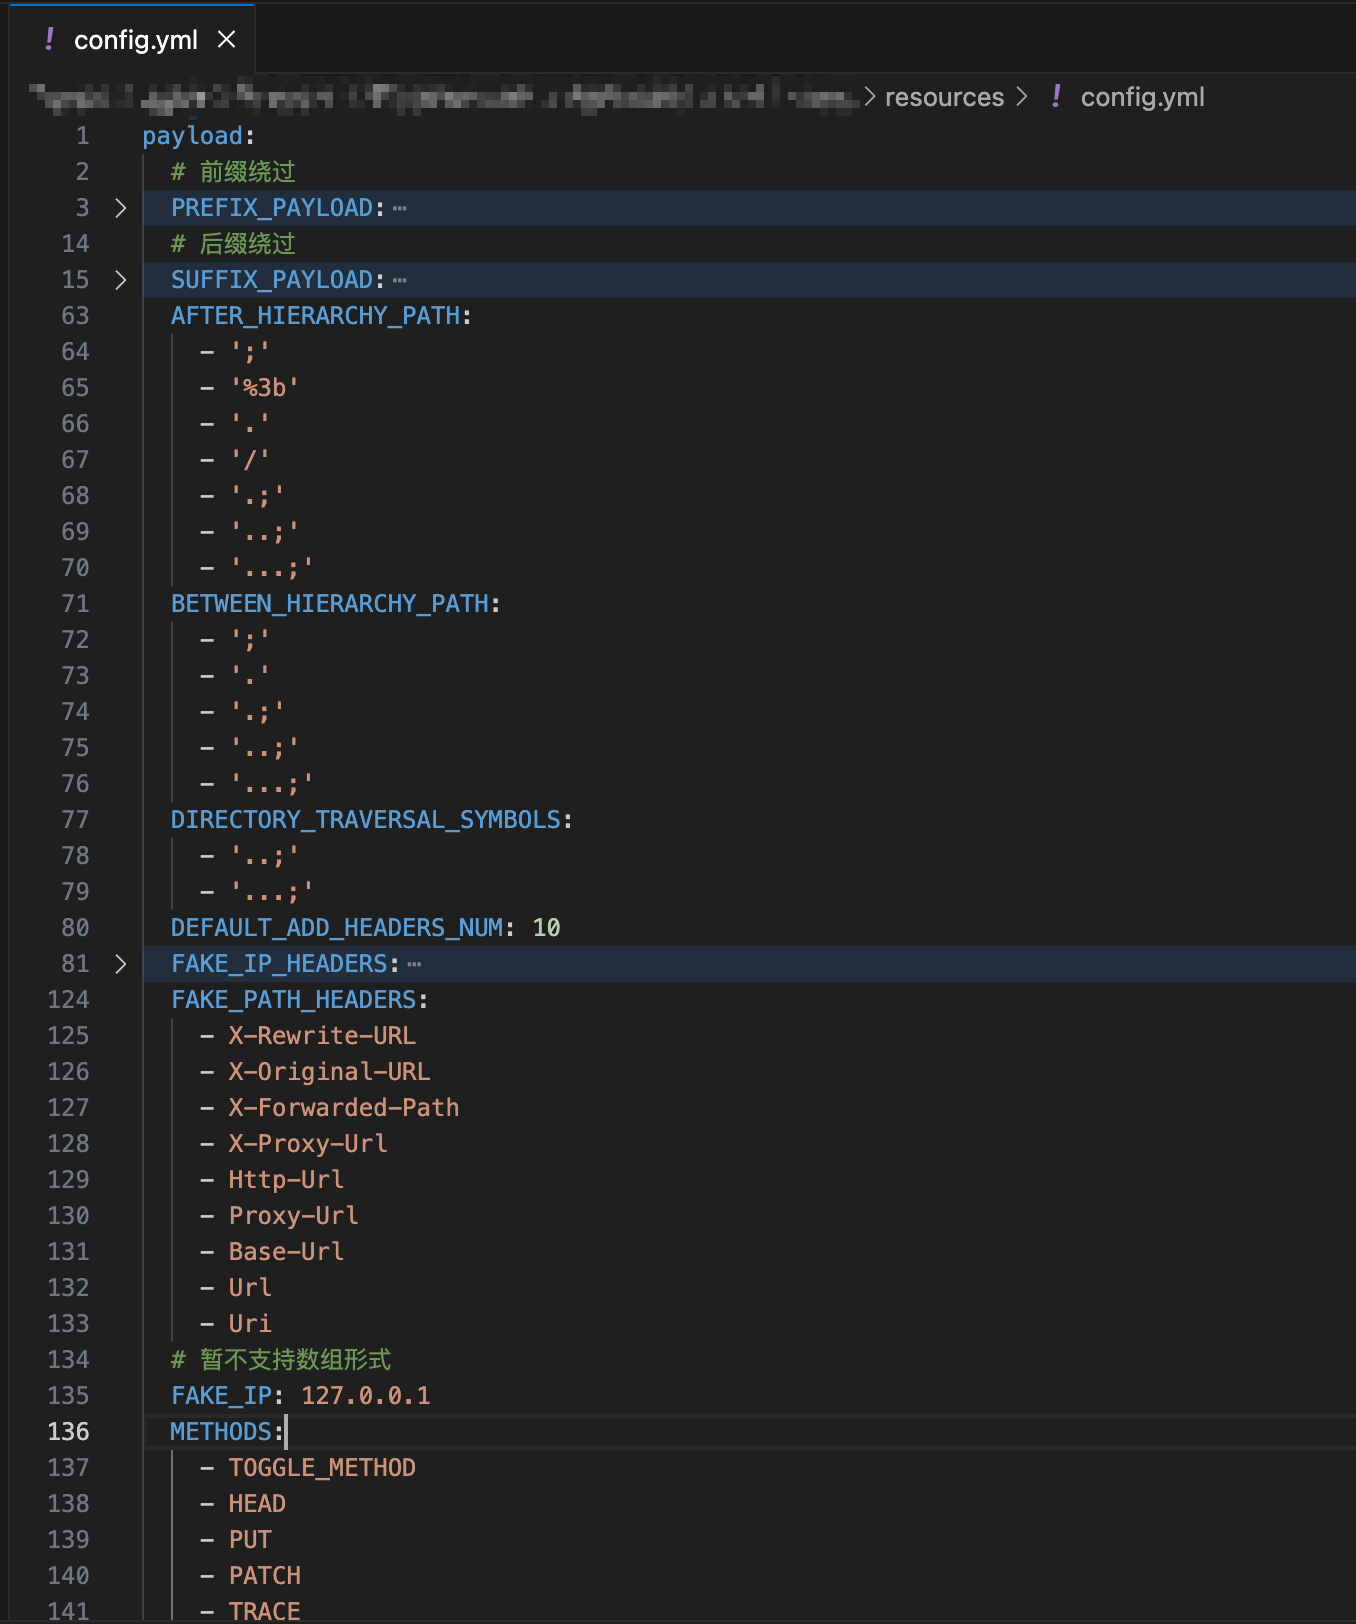 ! config.yml ×
> resources > ! config.yml
1 payload:
2 # 前缀绕过
3 > PREFIX_PAYLOAD: ⋯
14 # 后缀绕过
15 > SUFFIX_PAYLOAD: ⋯
63 AFTER_HIERARCHY_PATH:
64 - ';'
65 - '%3b'
66 - '.'
67 - '/'
68 - '.;'
69 - '..;'
70 - '...;'
71 BETWEEN_HIERARCHY_PATH:
72 - ';'
73 - '.'
74 - '.;'
75 - '..;'
76 - '...;'
77 DIRECTORY_TRAVERSAL_SYMBOLS:
78 - '..;'
79 - '...;'
80 DEFAULT_ADD_HEADERS_NUM: 10
81 > FAKE_IP_HEADERS: ⋯
124 FAKE_PATH_HEADERS:
125 - X-Rewrite-URL
126 - X-Original-URL
127 - X-Forwarded-Path
128 - X-Proxy-Url
129 - Http-Url
130 - Proxy-Url
131 - Base-Url
132 - Url
133 - Uri
134 # 暂不支持数组形式
135 FAKE_IP: 127.0.0.1
136 METHODS:
137 - TOGGLE_METHOD
138 - HEAD
139 - PUT
140 - PATCH
141 - TRACE